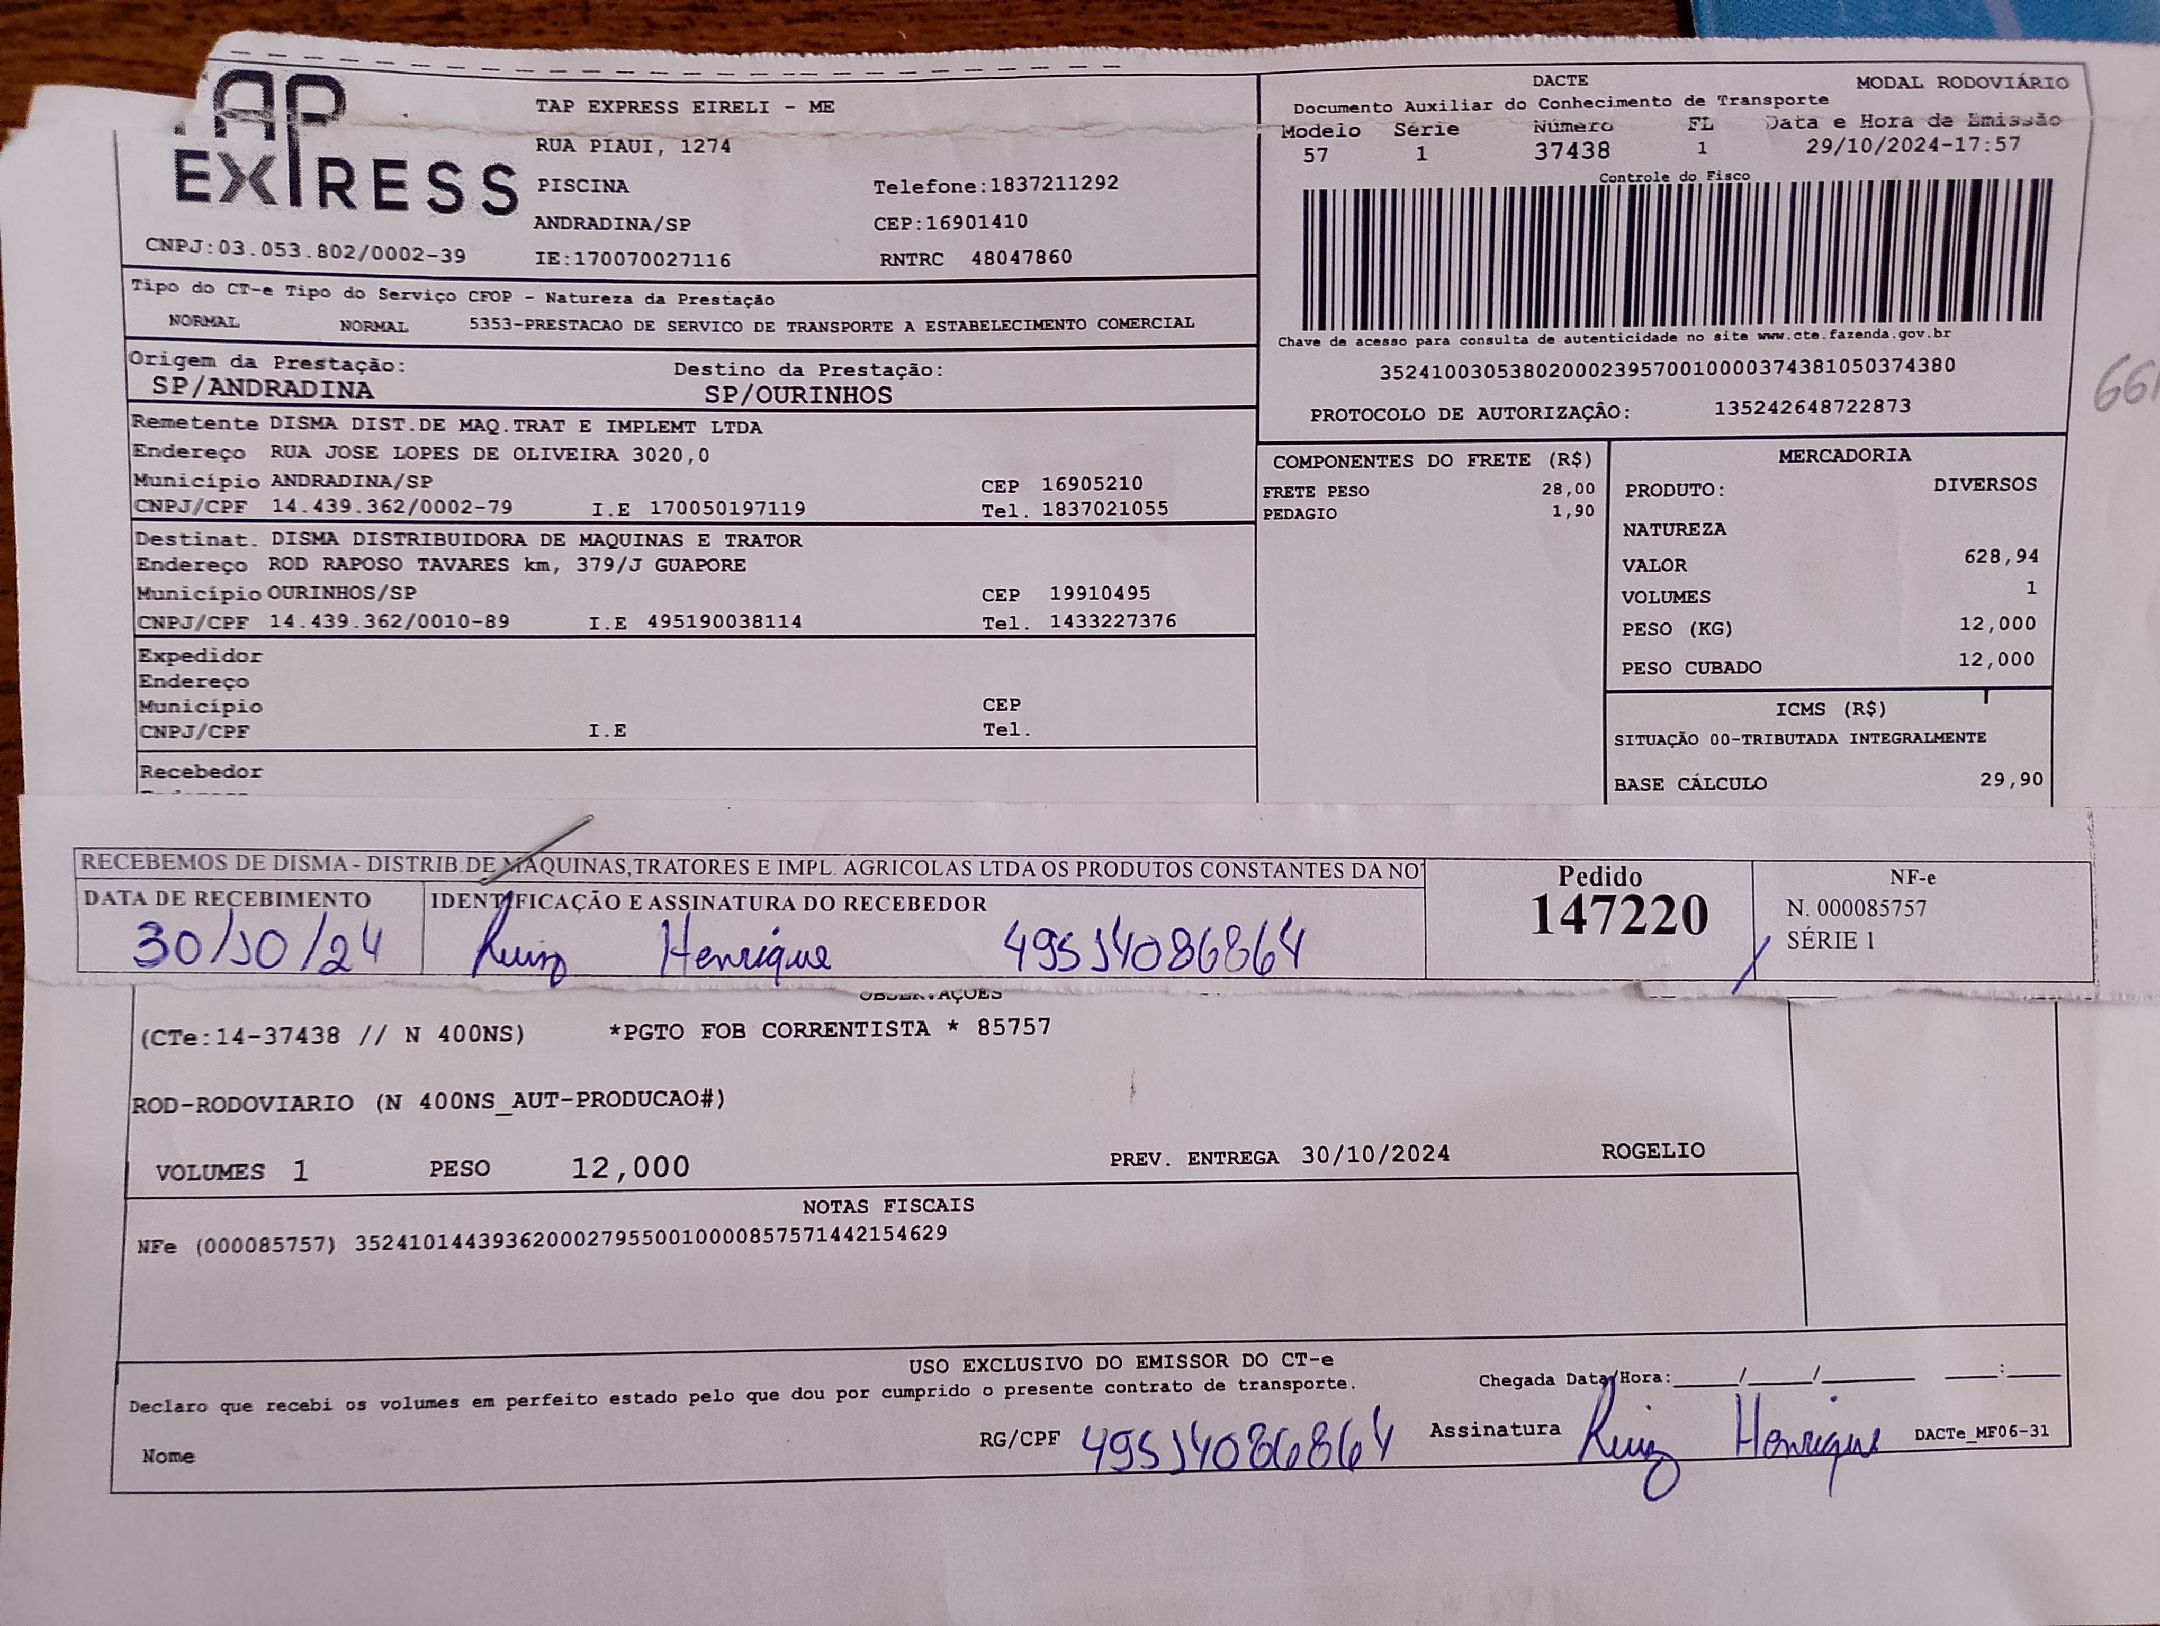 TAP EXPRESS
TAP EXPRESS EIRELI - ME
RUA PIAUI, 1274
PISCINA Telefone:1837211292
ANDRADINA/SP CEP:16901410
CNPJ:03.053.802/0002-39 IE:170070027116 RNTRC 48047860
DACTE MODAL RODOVIÁRIO
Documento Auxiliar do Conhecimento de Transporte
Modelo Série Número FL Data e Hora de Emissão
57 1 37438 1 29/10/2024-17:57
Controle do Fisco
Chave de acesso para consulta de autenticidade no site www.cte.fazenda.gov.br
35241003053802000239570010000374381050374380
PROTOCOLO DE AUTORIZAÇÃO: 135242648722873
Tipo do CT-e Tipo do Serviço CFOP - Natureza da Prestação
NORMAL NORMAL 5353-PRESTACAO DE SERVICO DE TRANSPORTE A ESTABELECIMENTO COMERCIAL
Origem da Prestação: Destino da Prestação:
SP/ANDRADINA SP/OURINHOS
Remetente DISMA DIST.DE MAQ.TRAT E IMPLEMT LTDA
Endereço RUA JOSE LOPES DE OLIVEIRA 3020,0
Município ANDRADINA/SP CEP 16905210
CNPJ/CPF 14.439.362/0002-79 I.E 170050197119 Tel. 1837021055
Destinat. DISMA DISTRIBUIDORA DE MAQUINAS E TRATOR
Endereço ROD RAPOSO TAVARES km, 379/J GUAPORE
Município OURINHOS/SP CEP 19910495
CNPJ/CPF 14.439.362/0010-89 I.E 495190038114 Tel. 1433227376
Expedidor
Endereço
Município CEP
CNPJ/CPF I.E Tel.
Recebedor
COMPONENTES DO FRETE (R$)
FRETE PESO 28,00
PEDAGIO 1,90
MERCADORIA
PRODUTO: DIVERSOS
NATUREZA
VALOR 628,94
VOLUMES 1
PESO (KG) 12,000
PESO CUBADO 12,000
ICMS (R$)
SITUAÇÃO 00-TRIBUTADA INTEGRALMENTE
BASE CÁLCULO 29,90
RECEBEMOS DE DISMA - DISTRIB.DE MAQUINAS,TRATORES E IMPL. AGRICOLAS LTDA OS PRODUTOS CONSTANTES DA NO
DATA DE RECEBIMENTO IDENTIFICAÇÃO E ASSINATURA DO RECEBEDOR
30/10/24 Ruiz Henrique 49514086864
Pedido
147220
NF-e
N. 000085757
SÉRIE 1
OBSERVAÇÕES
(CTe:14-37438 // N 400NS) *PGTO FOB CORRENTISTA * 85757
ROD-RODOVIARIO (N 400NS_AUT-PRODUCAO#)
VOLUMES 1 PESO 12,000 PREV. ENTREGA 30/10/2024 ROGELIO
NOTAS FISCAIS
NFe (000085757) 35241014439362000279550010000857571442154629
USO EXCLUSIVO DO EMISSOR DO CT-e
Declaro que recebi os volumes em perfeito estado pelo que dou por cumprido o presente contrato de transporte.
Chegada Data/Hora:____/____/______ ____:____
Nome RG/CPF 49514086864 Assinatura Ruiz Henrique DACTe_MF06-31